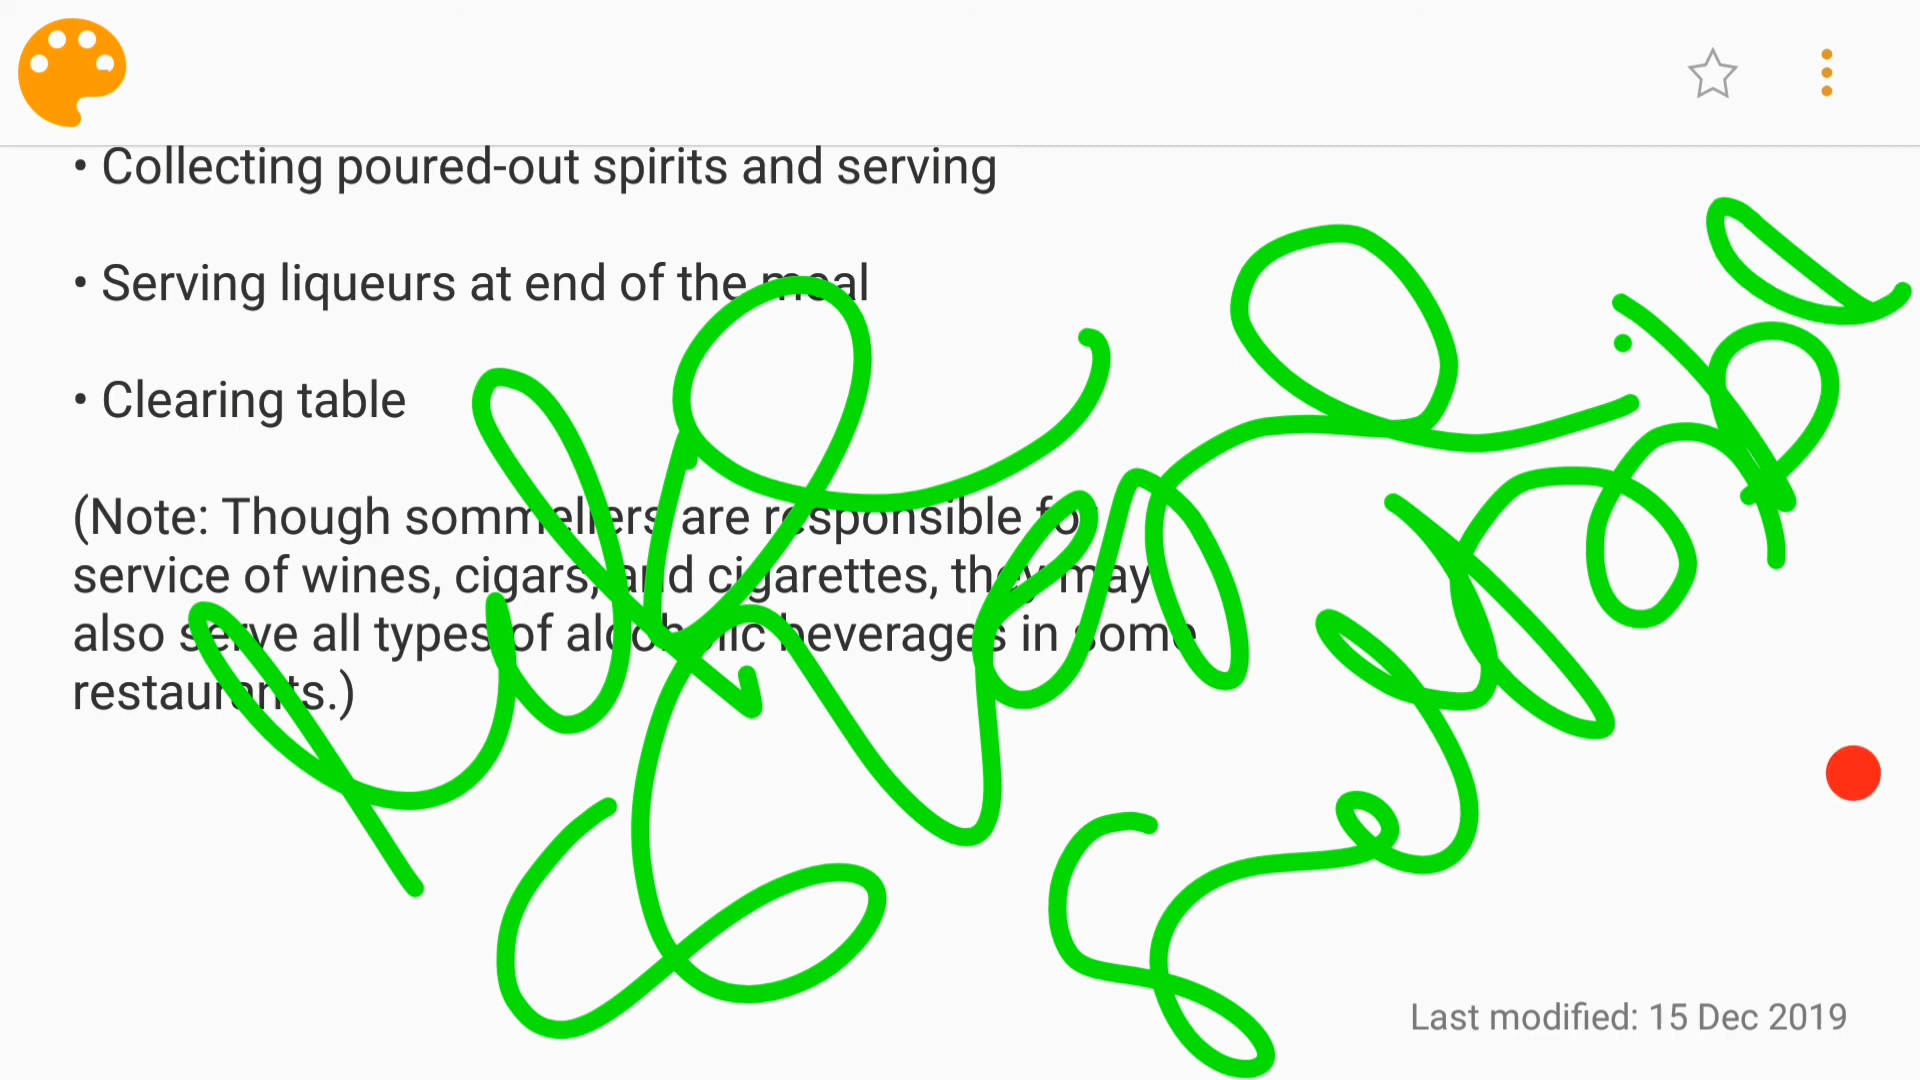 • Collecting poured-out spirits and serving
• Serving liqueurs at end of the meal
• Clearing table
(Note: Though sommeliers are responsible for
service of wines, cigars, and cigarettes, they may
also serve all types of alcoholic beverages in some
restaurants.)
Last modified: 15 Dec 2019